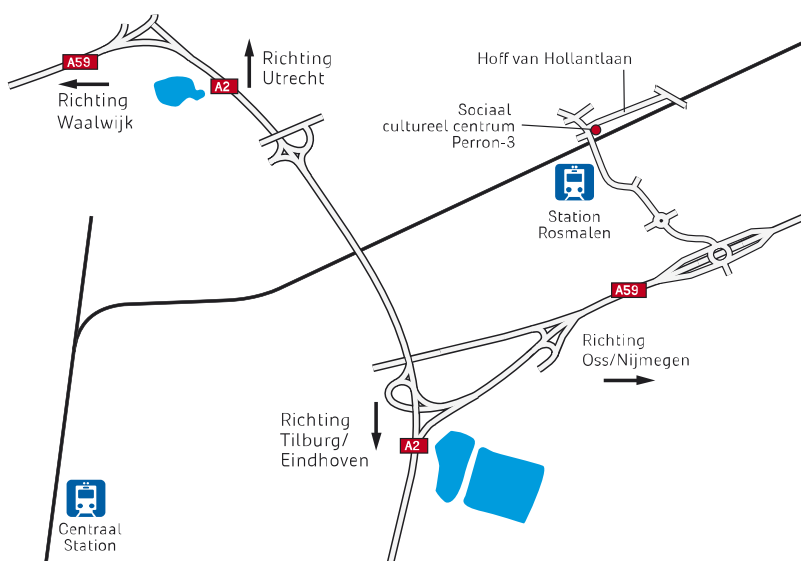 A59
Richting
Waalwijk
A2
Richting
Utrecht
Hoff van Hollantlaan
Sociaal
cultureel centrum
Perron-3
Station
Rosmalen
A59
Richting
Oss/Nijmegen
Richting
Tilburg/
Eindhoven
A2
Centraal
Station